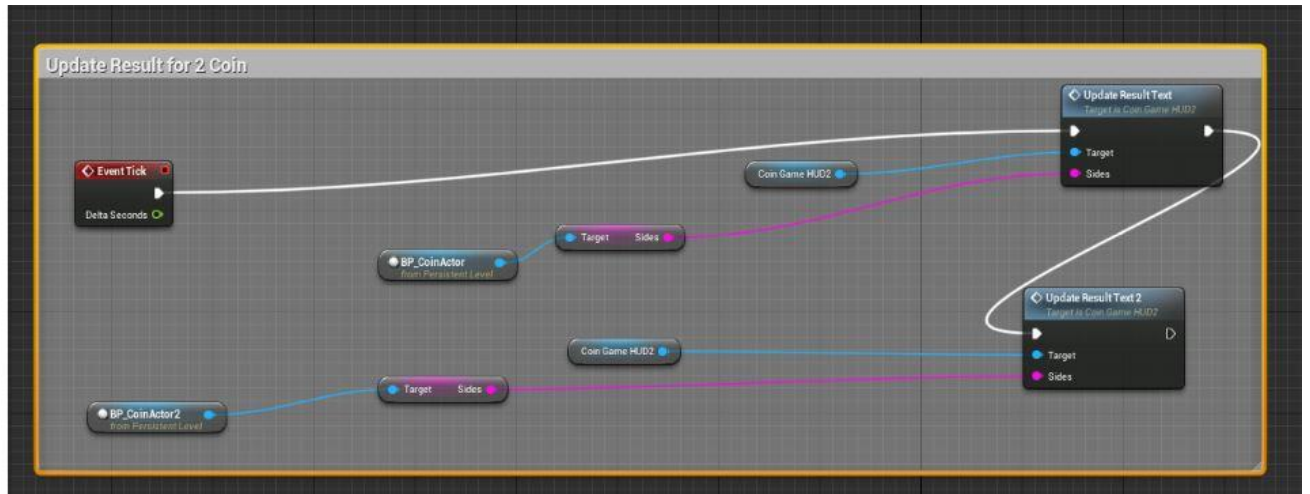 Update Result for 2 Coin
Update Result Text
Target is Coin Game HUD2
Target
Sides
Event Tick
Delta Seconds
Coin Game HUD2
Target Sides
BP_CoinActor
from Persistent Level
Update Result Text 2
Target is Coin Game HUD2
Target
Sides
Coin Game HUD2
Target Sides
BP_CoinActor2
from Persistent Level